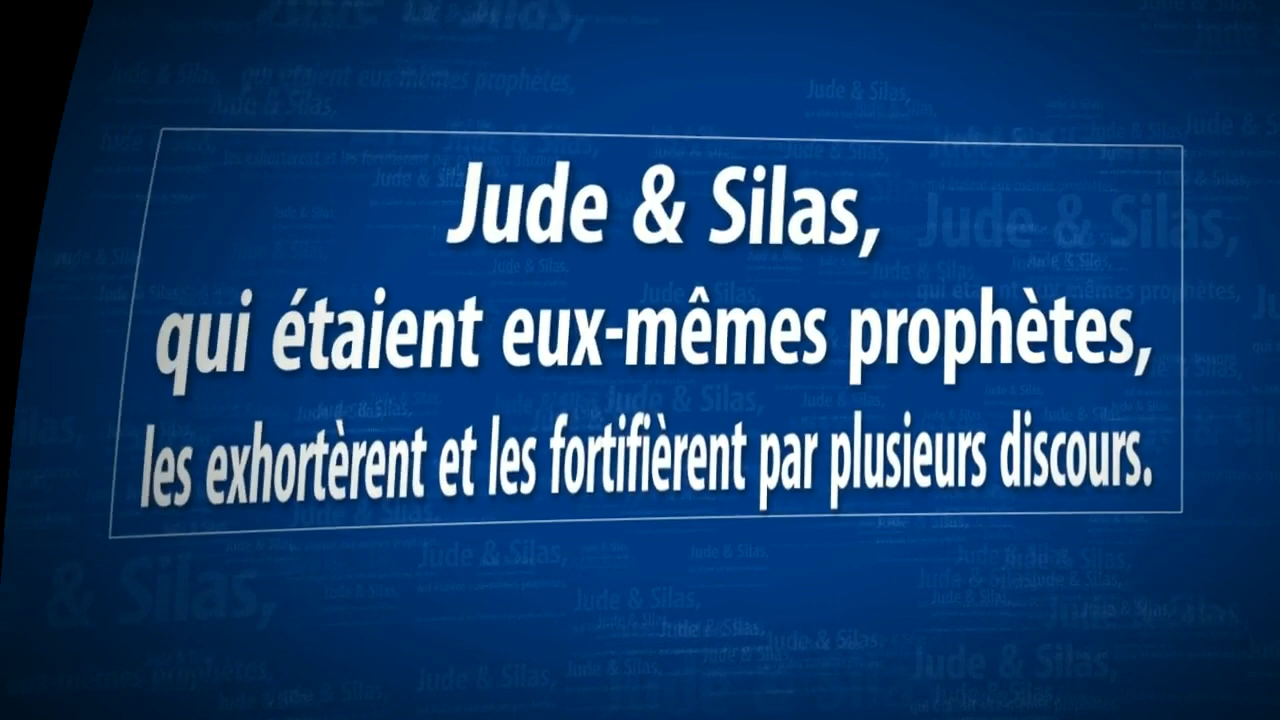 Jude & Silas,
qui étaient eux-mêmes prophètes,
les exhortèrent et les fortifièrent par plusieurs discours.